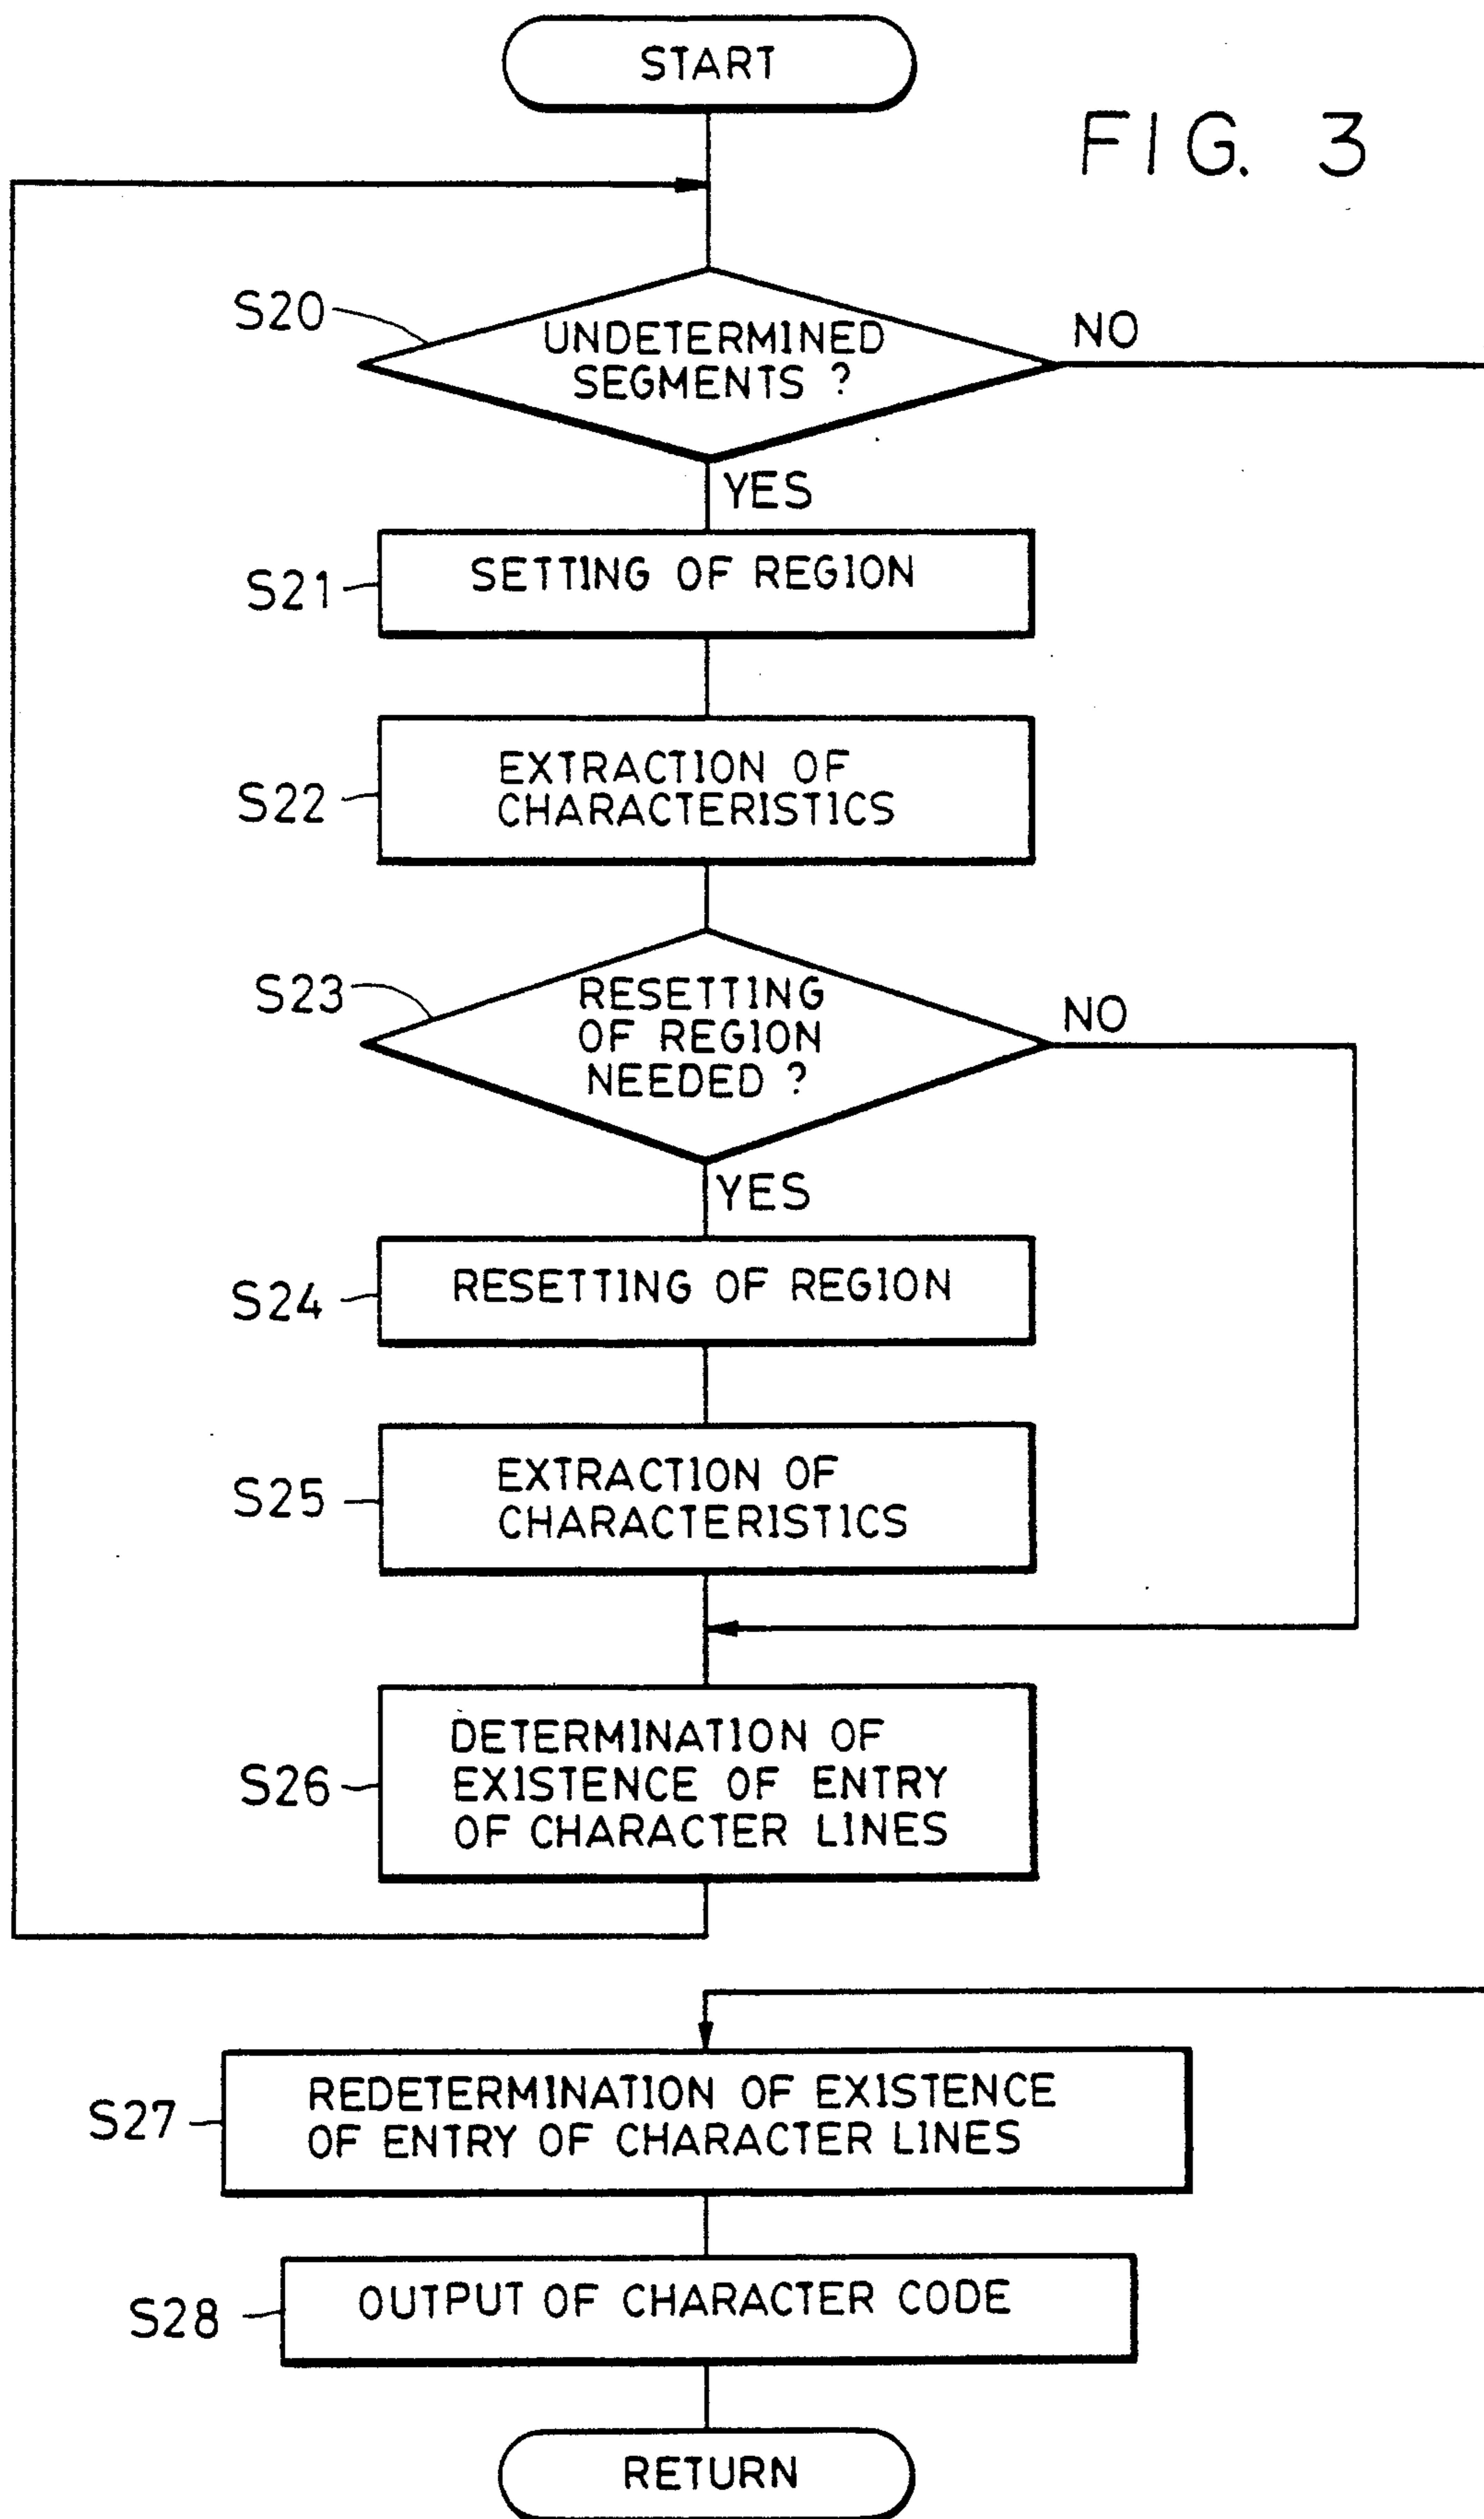 START
FIG. 3
S20
UNDETERMINED
SEGMENTS ?
NO
YES
S21
SETTING OF REGION
S22
EXTRACTION OF
CHARACTERISTICS
S23
RESETTING
OF REGION
NEEDED ?
NO
YES
S24
RESETTING OF REGION
S25
EXTRACTION OF
CHARACTERISTICS
S26
DETERMINATION OF
EXISTENCE OF ENTRY
OF CHARACTER LINES
S27
REDETERMINATION OF EXISTENCE
OF ENTRY OF CHARACTER LINES
S28
OUTPUT OF CHARACTER CODE
RETURN